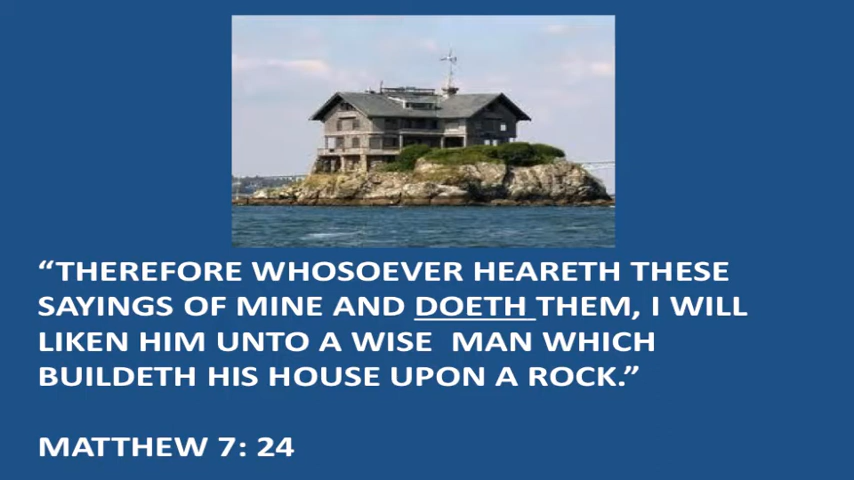 “THEREFORE WHOSOEVER HEARETH THESE
SAYINGS OF MINE AND DOETH THEM, I WILL
LIKEN HIM UNTO A WISE  MAN WHICH
BUILDETH HIS HOUSE UPON A ROCK.”
MATTHEW 7: 24